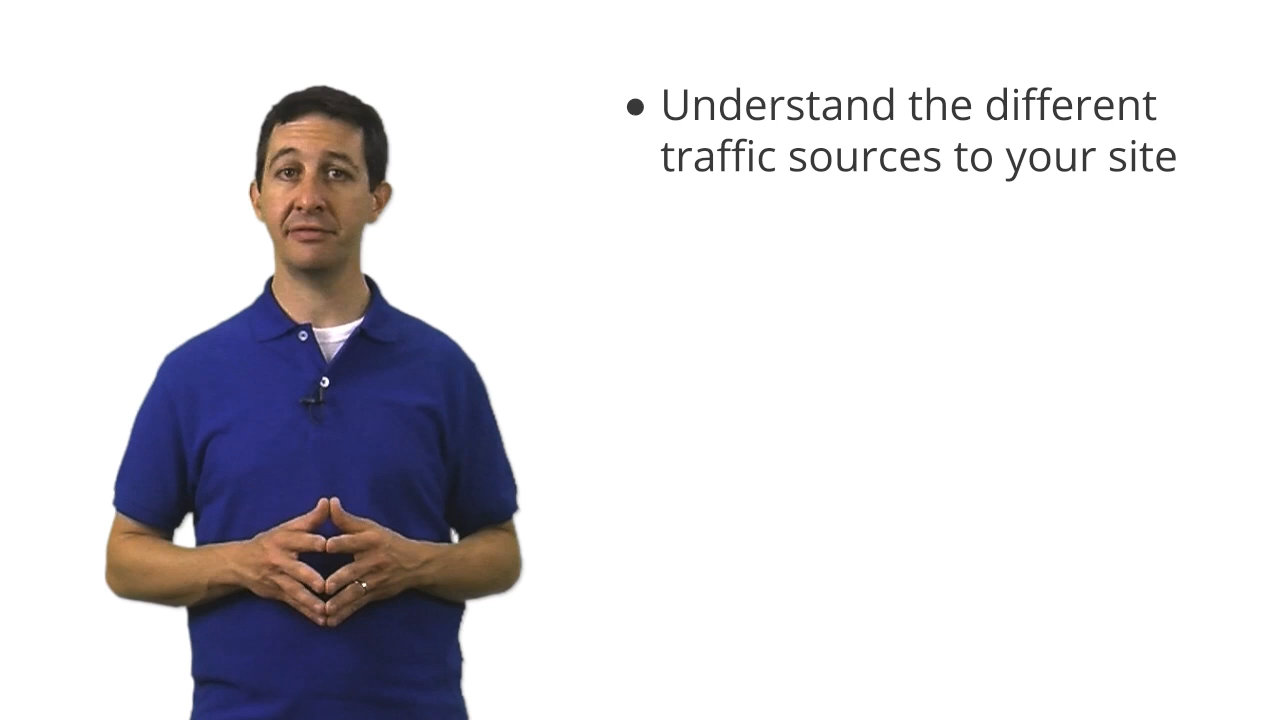 ● Understand the different
traffic sources to your site